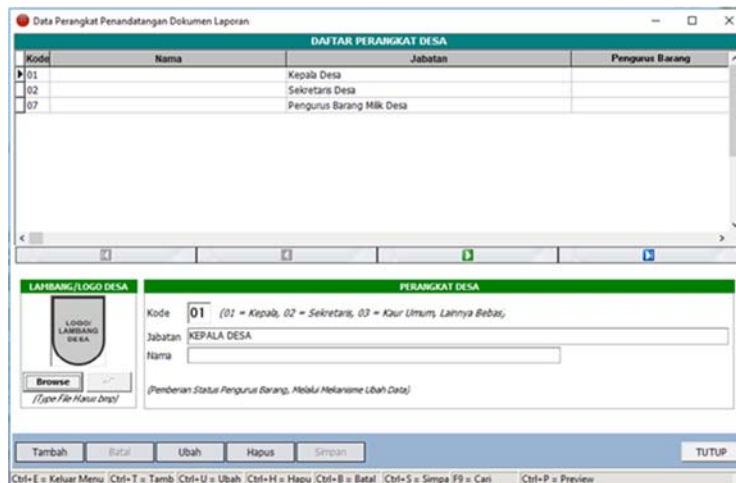 Data Perangkat Penandatangan Dokumen Laporan
DAFTAR PERANGKAT DESA
Kode Nama Jabatan Pengurus Barang
01 Kepala Desa
02 Sekretaris Desa
07 Pengurus Barang Milik Desa
LAMBANG/LOGO DESA
LOGO/
LAMBANG
DESA
Browse
(Type File Harus bmp)
PERANGKAT DESA
Kode 01 (01 = Kepala, 02 = Sekretaris, 03 = Kaur Umum, Lainnya Bebas)
Jabatan KEPALA DESA
Nama
(Pemberian Status Pengurus Barang, Melalui Mekanisme Ubah Data)
Tambah Batal Ubah Hapus Simpan TUTUP
Ctrl+E = Keluar Menu Ctrl+T = Tamb Ctrl+U = Ubah Ctrl+H = Hapu Ctrl+B = Batal Ctrl+S = Simpa F9 = Cari Ctrl+P = Preview